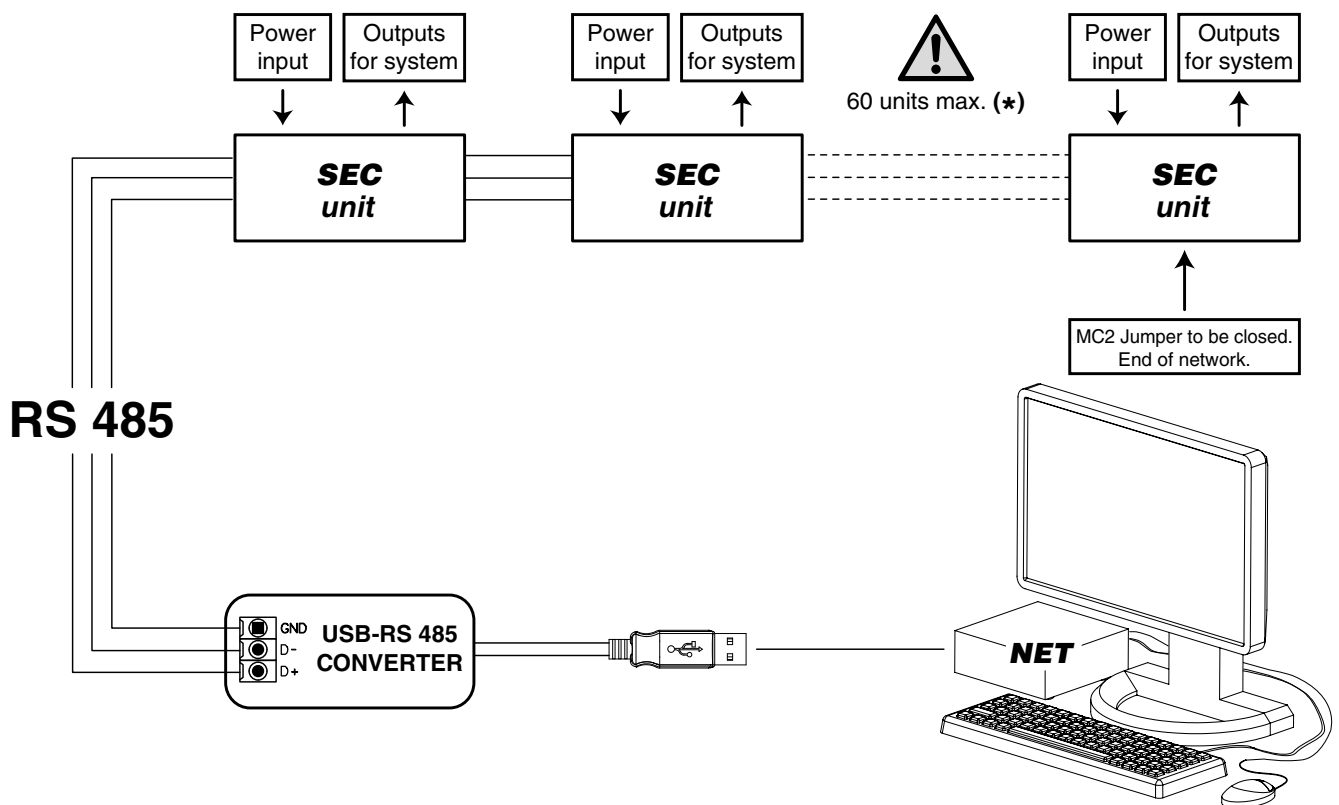 Power
input
Outputs
for system
Power
input
Outputs
for system
60 units max. (*)
Power
input
Outputs
for system
SEC
unit
SEC
unit
SEC
unit
MC2 Jumper to be closed.
End of network.
RS 485
GND
D-
D+
USB-RS 485
CONVERTER
NET